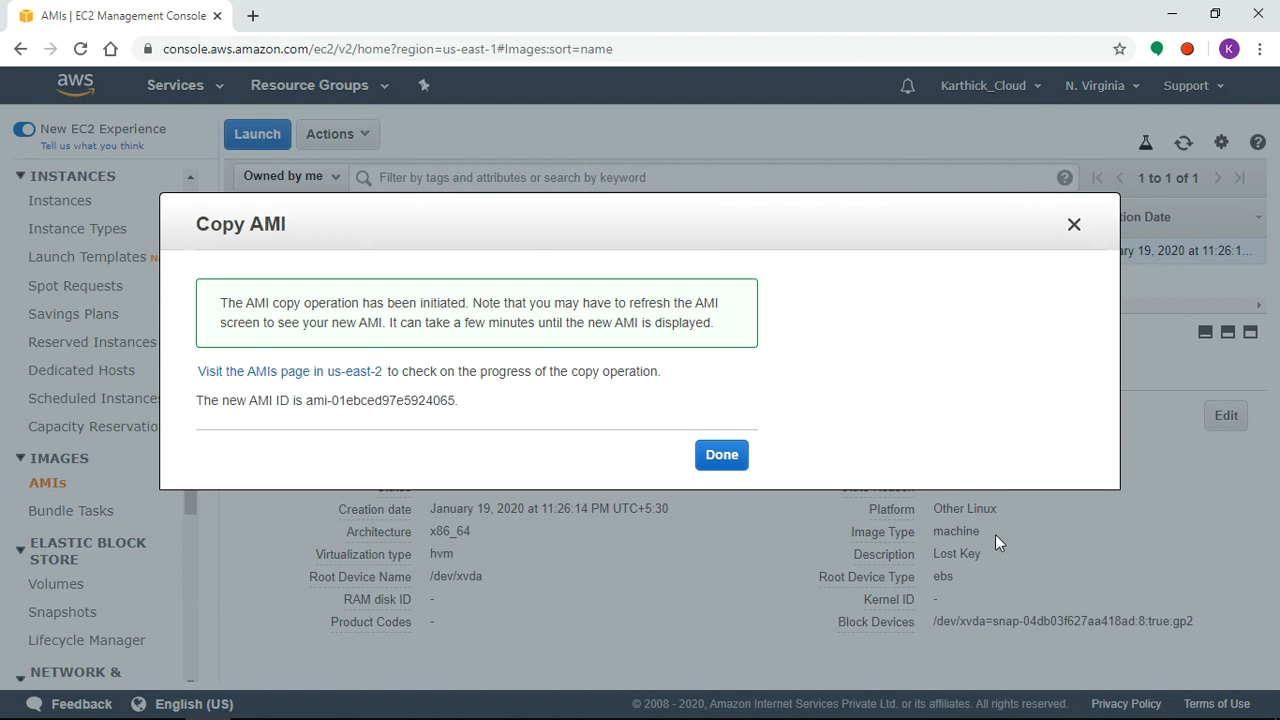 AMIs | EC2 Management Console
console.aws.amazon.com/ec2/v2/home?region=us-east-1#Images:sort=name
K
aws Services Resource Groups Karthick_Cloud N. Virginia Support
New EC2 Experience
Tell us what you think
Launch Actions
INSTANCES
Instances
Instance Types
Launch Templates
Spot Requests
Savings Plans
Reserved Instances
Dedicated Hosts
Scheduled Instances
Capacity Reservatio
IMAGES
AMIs
Bundle Tasks
ELASTIC BLOCK
STORE
Volumes
Snapshots
Lifecycle Manager
NETWORK &
Owned by me Filter by tags and attributes or search by keyword 1 to 1 of 1
tion Date
ary 19, 2020 at 11:26:1...
Copy AMI
The AMI copy operation has been initiated. Note that you may have to refresh the AMI
screen to see your new AMI. It can take a few minutes until the new AMI is displayed.
Visit the AMIs page in us-east-2 to check on the progress of the copy operation.
The new AMI ID is ami-01ebced97e5924065.
Done
Edit
Creation date January 19, 2020 at 11:26:14 PM UTC+5:30 Platform Other Linux
Architecture x86_64 Image Type machine
Virtualization type hvm Description Lost Key
Root Device Name /dev/xvda Root Device Type ebs
RAM disk ID - Kernel ID -
Product Codes - Block Devices /dev/xvda=snap-04db03f627aa418ad:8:true:gp2
Feedback English (US) © 2008 - 2020, Amazon Internet Services Private Ltd. or its affiliates. All rights reserved. Privacy Policy Terms of Use